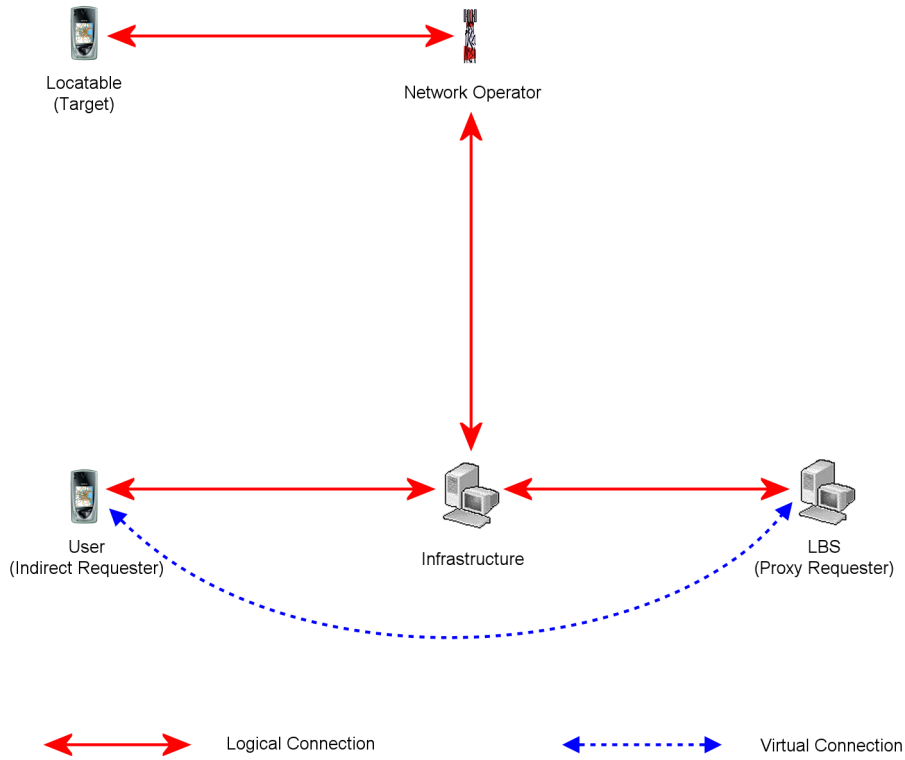 Locatable
(Target)
Network Operator
User
(Indirect Requester)
Infrastructure
LBS
(Proxy Requester)
Logical Connection
Virtual Connection